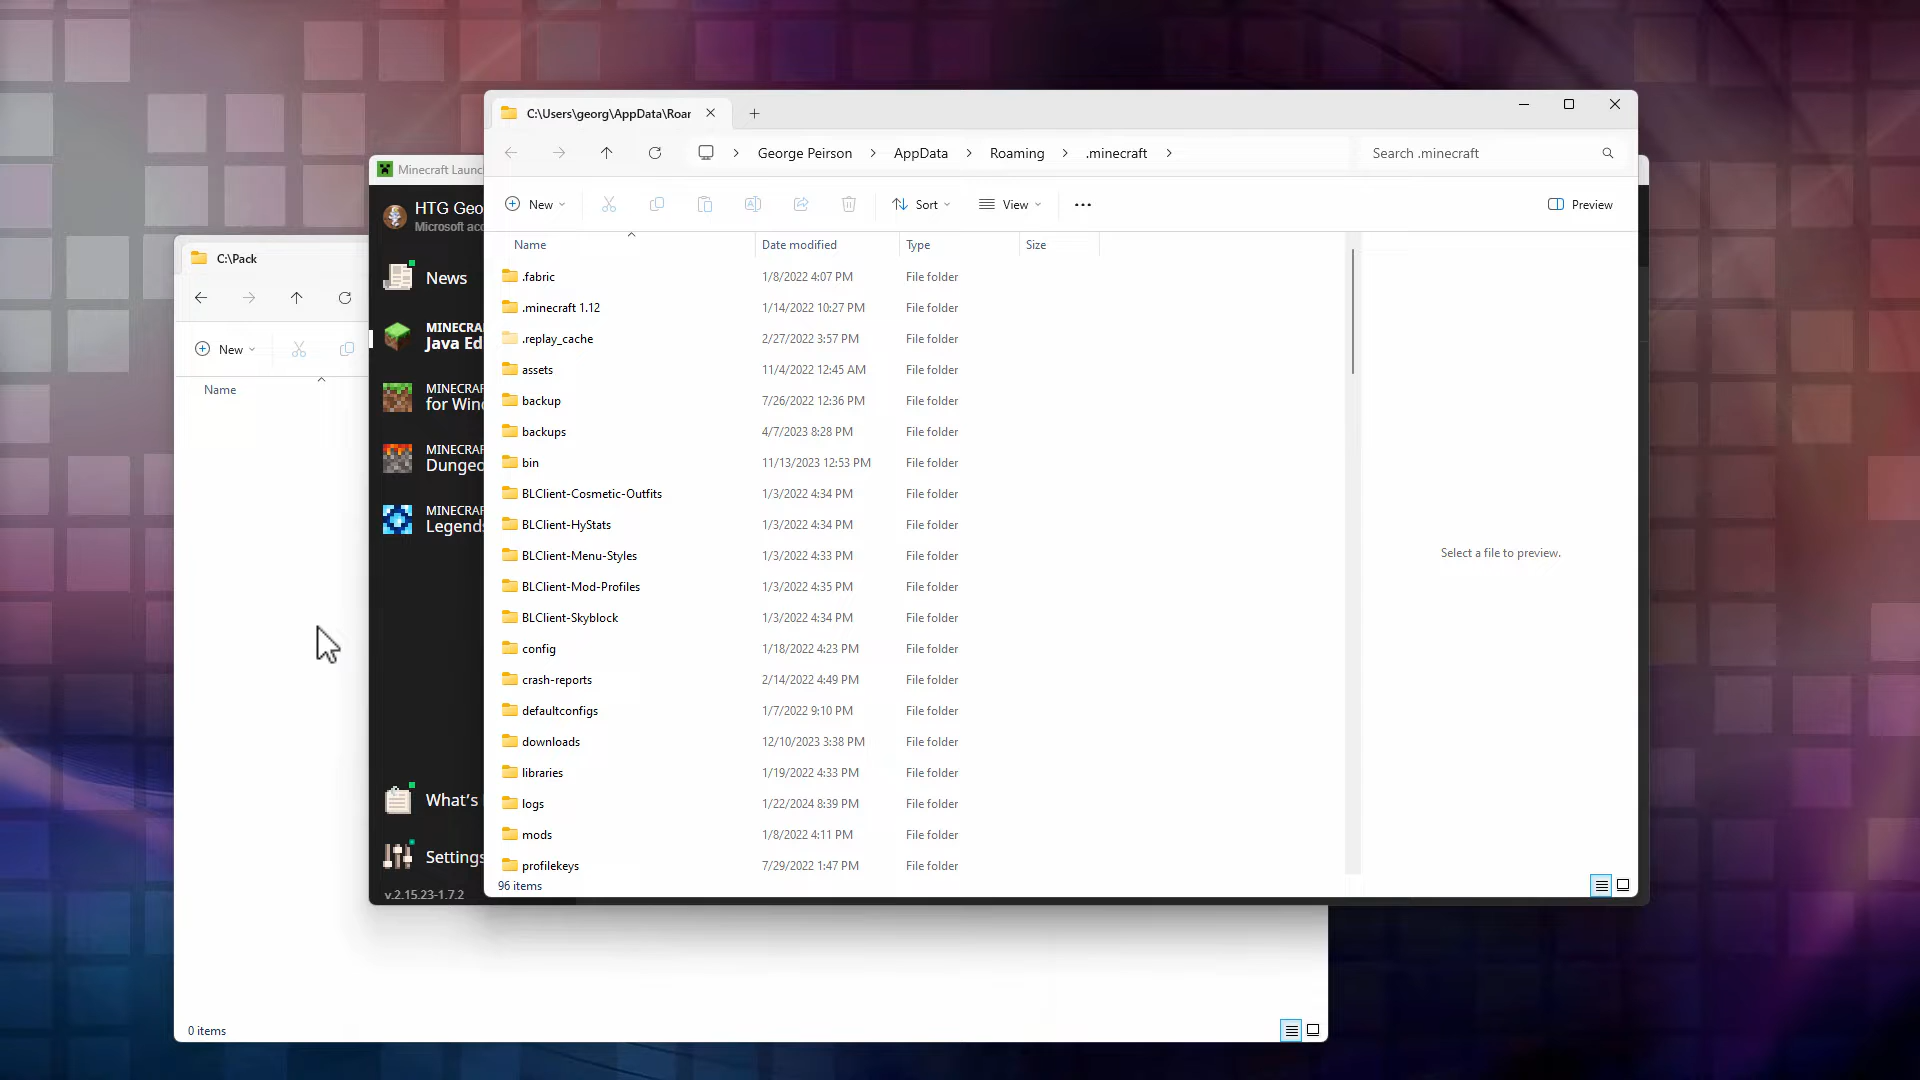 C:\Users\georg\AppData\Roar
George Peirson
AppData
Roaming
.minecraft
Search .minecraft
New
Sort
View
Preview
Name
Date modified
Type
Size
.fabric 1/8/2022 4:07 PM File folder
.minecraft 1.12 1/14/2022 10:27 PM File folder
.replay_cache 2/27/2022 3:57 PM File folder
assets 11/4/2022 12:45 AM File folder
backup 7/26/2022 12:36 PM File folder
backups 4/7/2023 8:28 PM File folder
bin 11/13/2023 12:53 PM File folder
BLClient-Cosmetic-Outfits 1/3/2022 4:34 PM File folder
BLClient-HyStats 1/3/2022 4:34 PM File folder
BLClient-Menu-Styles 1/3/2022 4:33 PM File folder
BLClient-Mod-Profiles 1/3/2022 4:35 PM File folder
BLClient-Skyblock 1/3/2022 4:34 PM File folder
config 1/18/2022 4:23 PM File folder
crash-reports 2/14/2022 4:49 PM File folder
defaultconfigs 1/7/2022 9:10 PM File folder
downloads 12/10/2023 3:38 PM File folder
libraries 1/19/2022 4:33 PM File folder
logs 1/22/2024 8:39 PM File folder
mods 1/8/2022 4:11 PM File folder
profilekeys 7/29/2022 1:47 PM File folder
96 items
Select a file to preview.
Minecraft Launc
HTG Geo
Microsoft acc
News
MINECRA
Java Ed
MINECRAF
for Wind
MINECRAF
Dungeo
MINECRAF
Legends
What's
Settings
v.2.15.23-1.7.2
C:\Pack
New
Name
0 items